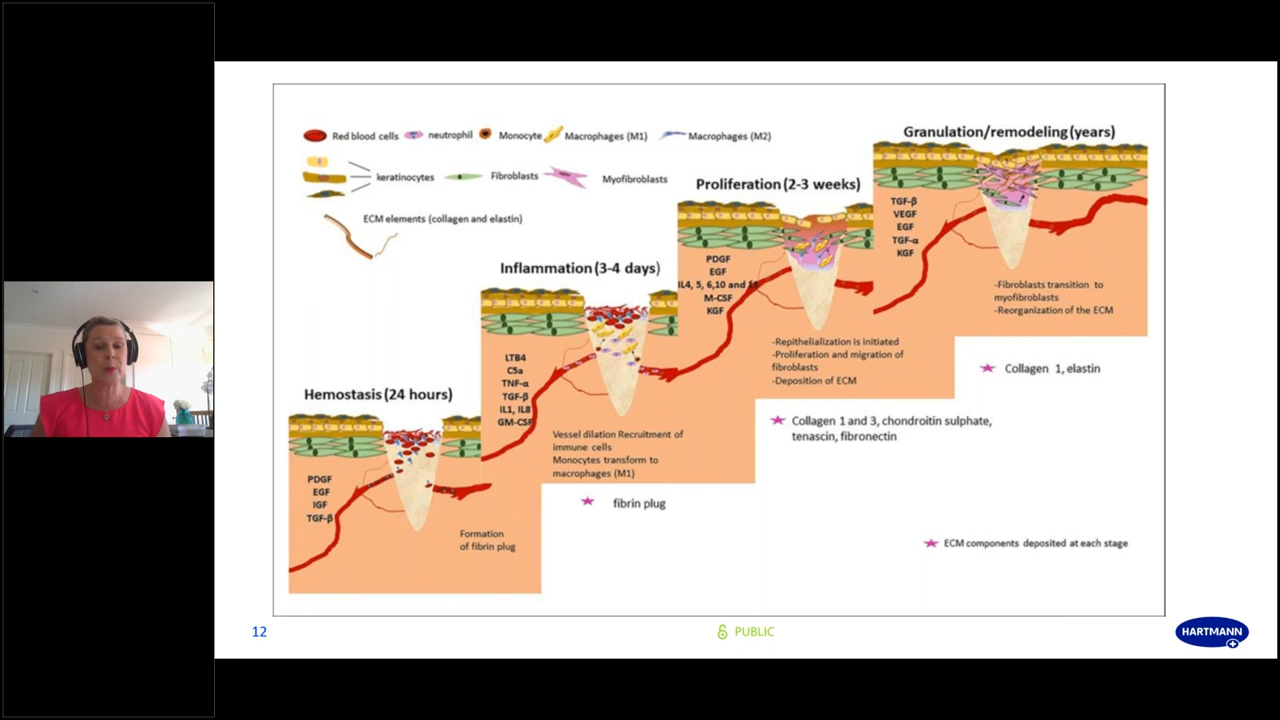 Red blood cells
neutrophil
Monocyte
Macrophages (M1)
Macrophages (M2)
keratinocytes
Fibroblasts
Myofibroblasts
ECM elements (collagen and elastin)
Hemostasis (24 hours)
PDGF
EGF
IGF
TGF-β
Formation
of fibrin plug
Inflammation (3-4 days)
LTB4
C5a
TNF-α
TGF-β
IL1, IL8
GM-CSF
Vessel dilation Recruitment of
immune cells
Monocytes transform to
macrophages (M1)
fibrin plug
Proliferation (2-3 weeks)
PDGF
EGF
IL4, 5, 6,10 and
M-CSF
KGF
-Repithelialization is initiated
-Proliferation and migration of
fibroblasts
-Deposition of ECM
Collagen 1 and 3, chondroitin sulphate,
tenascin, fibronectin
Granulation/remodeling (years)
TGF-β
VEGF
EGF
TGF-α
KGF
-Fibroblasts transition to
myofibroblasts
-Reorganization of the ECM
Collagen 1, elastin
ECM components deposited at each stage
12
PUBLIC
HARTMANN